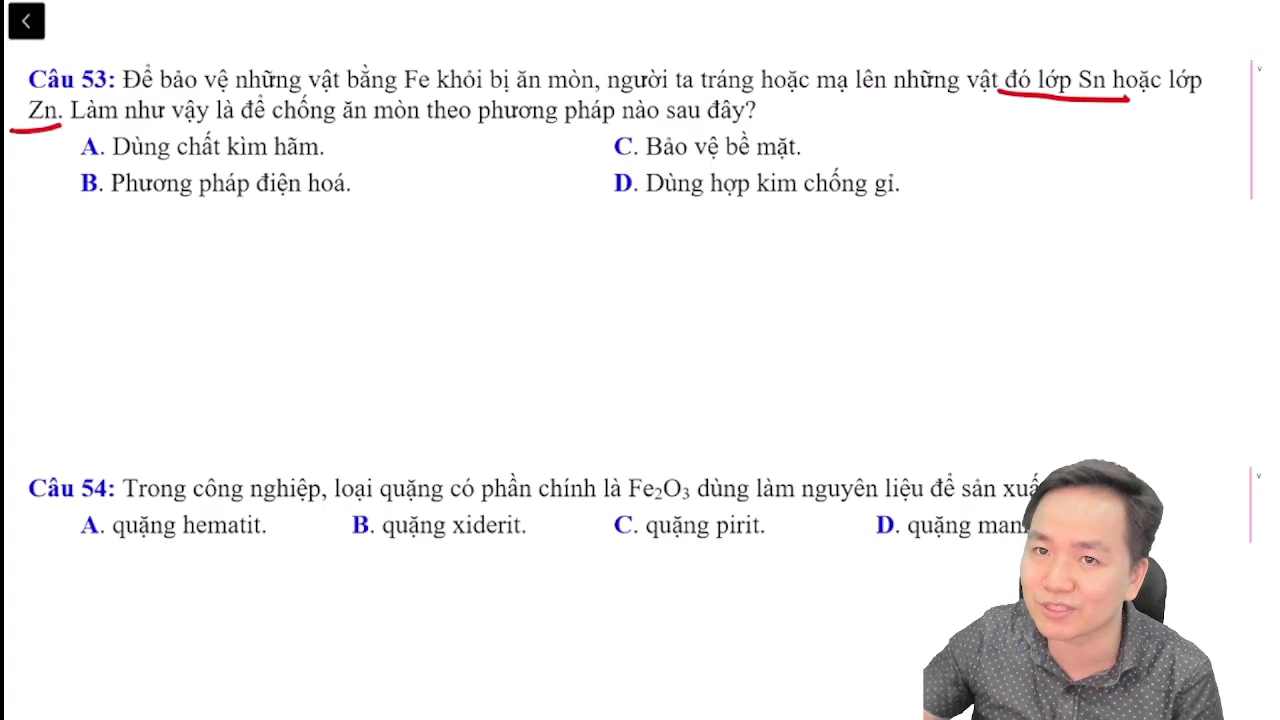 Câu 53: Để bảo vệ những vật bằng Fe khỏi bị ăn mòn, người ta tráng hoặc mạ lên những vật đó lớp Sn hoặc lớp
Zn. Làm như vậy là để chống ăn mòn theo phương pháp nào sau đây?
A. Dùng chất kìm hãm. C. Bảo vệ bề mặt.
B. Phương pháp điện hoá. D. Dùng hợp kim chống gỉ.
Câu 54: Trong công nghiệp, loại quặng có phần chính là Fe₂O₃ dùng làm nguyên liệu để sản
A. quặng hematit. B. quặng xiderit. C. quặng pirit. D. quặng